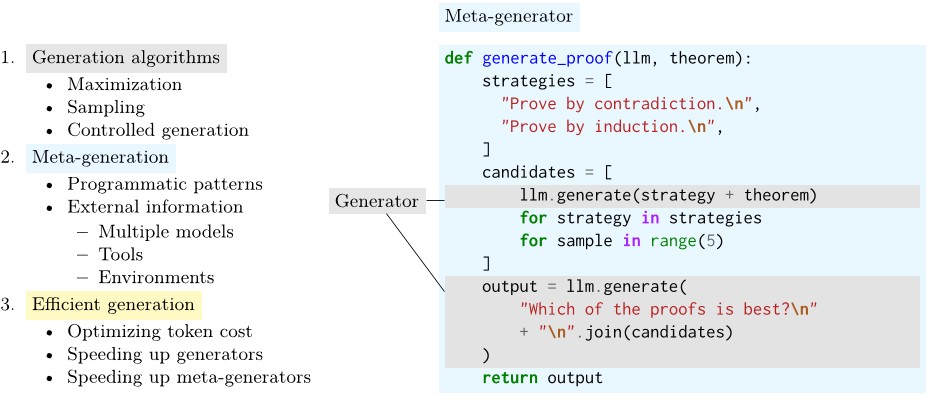 1. Generation algorithms
• Maximization
• Sampling
• Controlled generation
2. Meta-generation
• Programmatic patterns
• External information
– Multiple models
– Tools
– Environments
3. Efficient generation
• Optimizing token cost
• Speeding up generators
• Speeding up meta-generators
Generator
Meta-generator
def generate_proof(llm, theorem):
    strategies = [
      "Prove by contradiction.\n",
      "Prove by induction.\n",
    ]
    candidates = [
        llm.generate(strategy + theorem)
        for strategy in strategies
        for sample in range(5)
    ]
    output = llm.generate(
        "Which of the proofs is best?\n"
        + "\n".join(candidates)
    )
    return output